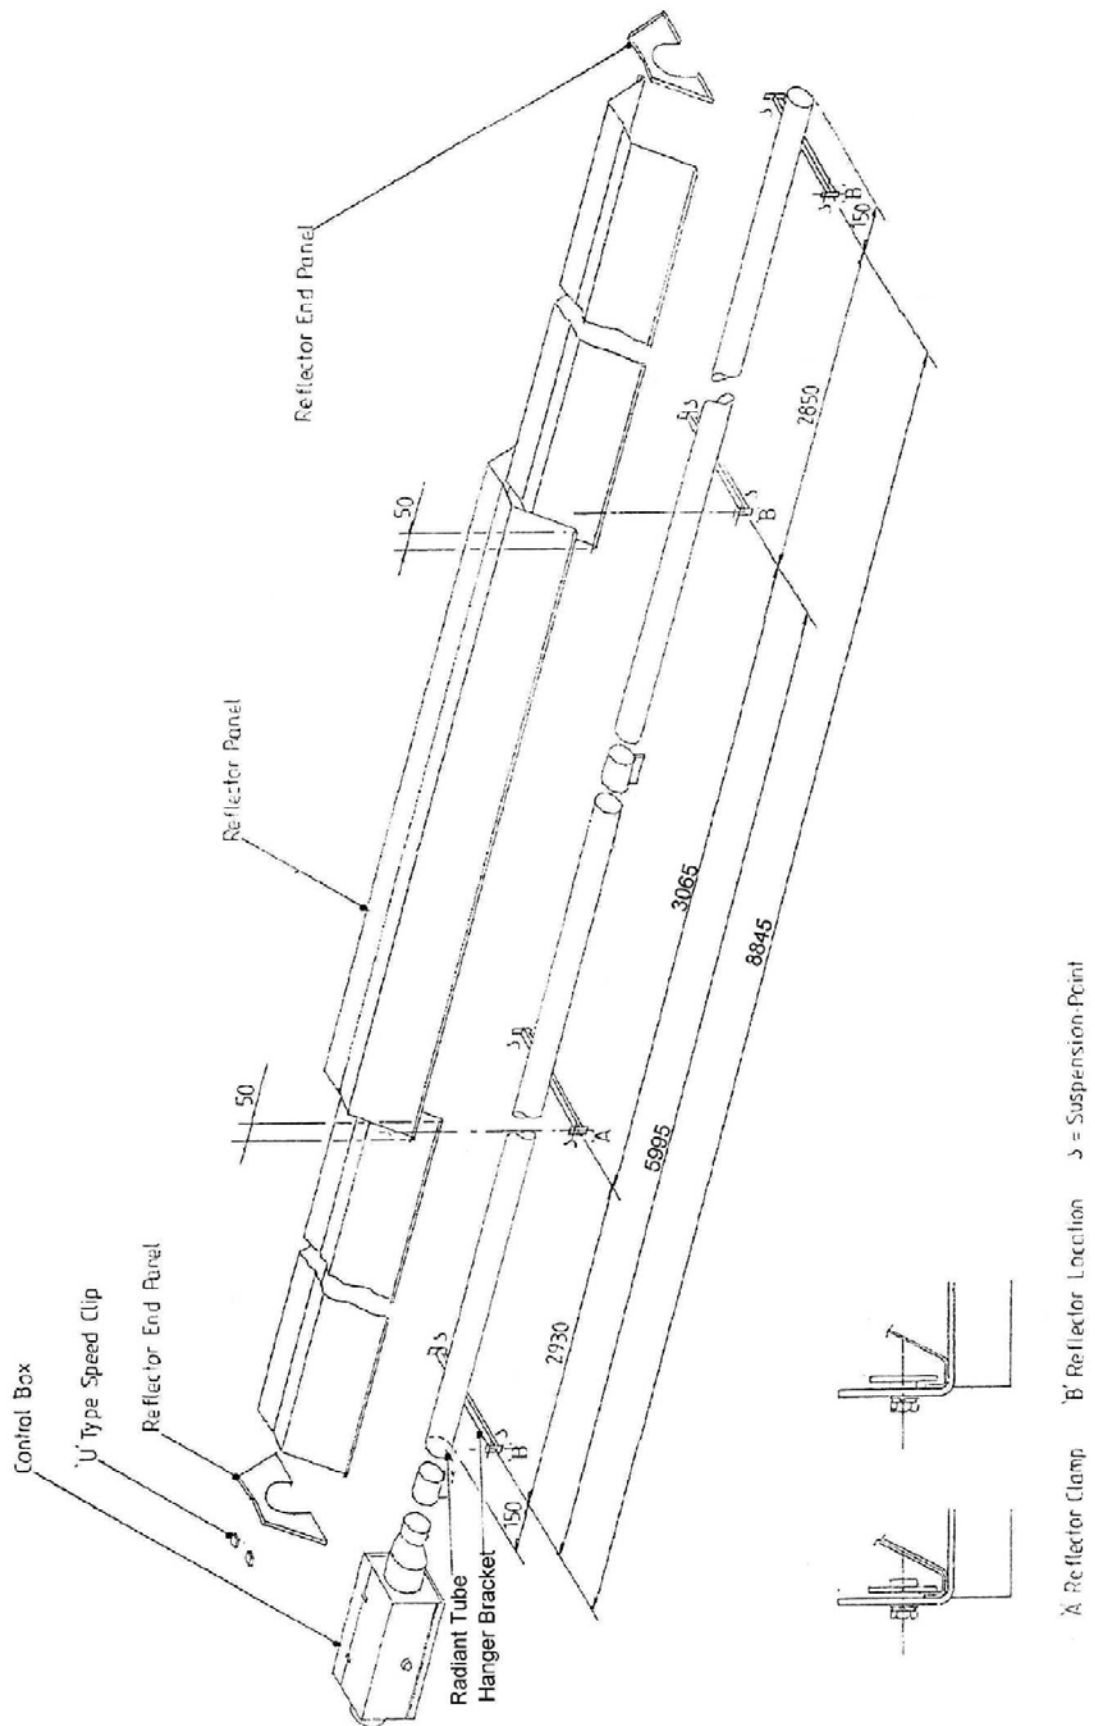 Control Box
'U' Type Speed Clip
Reflector End Panel
Reflector Panel
Reflector End Panel
50
50
S
S
'B'
150
B S
S
B
S B
S
A
B S
S
'B'
150
Radiant Tube
Hanger Bracket
2930
3065
2850
5995
8845
'A' Reflector Clamp
'B' Reflector Location
S = Suspension-Point